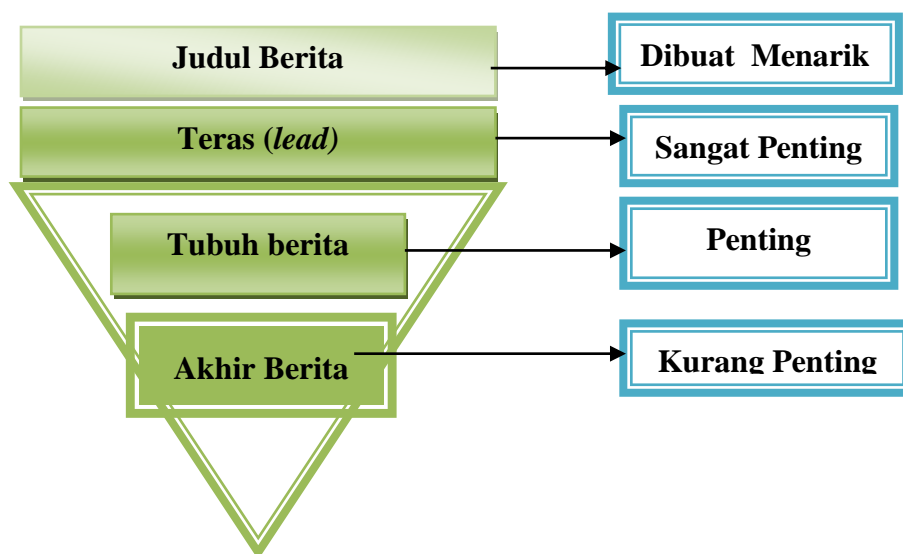 Judul Berita
Dibuat Menarik
Teras (lead)
Sangat Penting
Tubuh berita
Penting
Akhir Berita
Kurang Penting